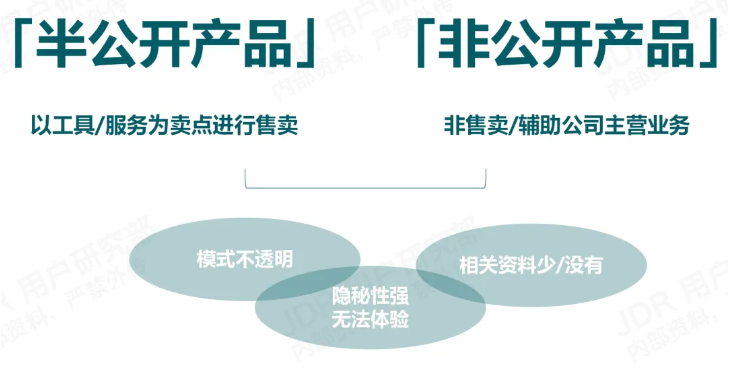 「半公开产品」
「非公开产品」
以工具/服务为卖点进行售卖
非售卖/辅助公司主营业务
模式不透明
相关资料少/没有
隐秘性强
无法体验
JDR 用户研究部
内部资料，严禁外传